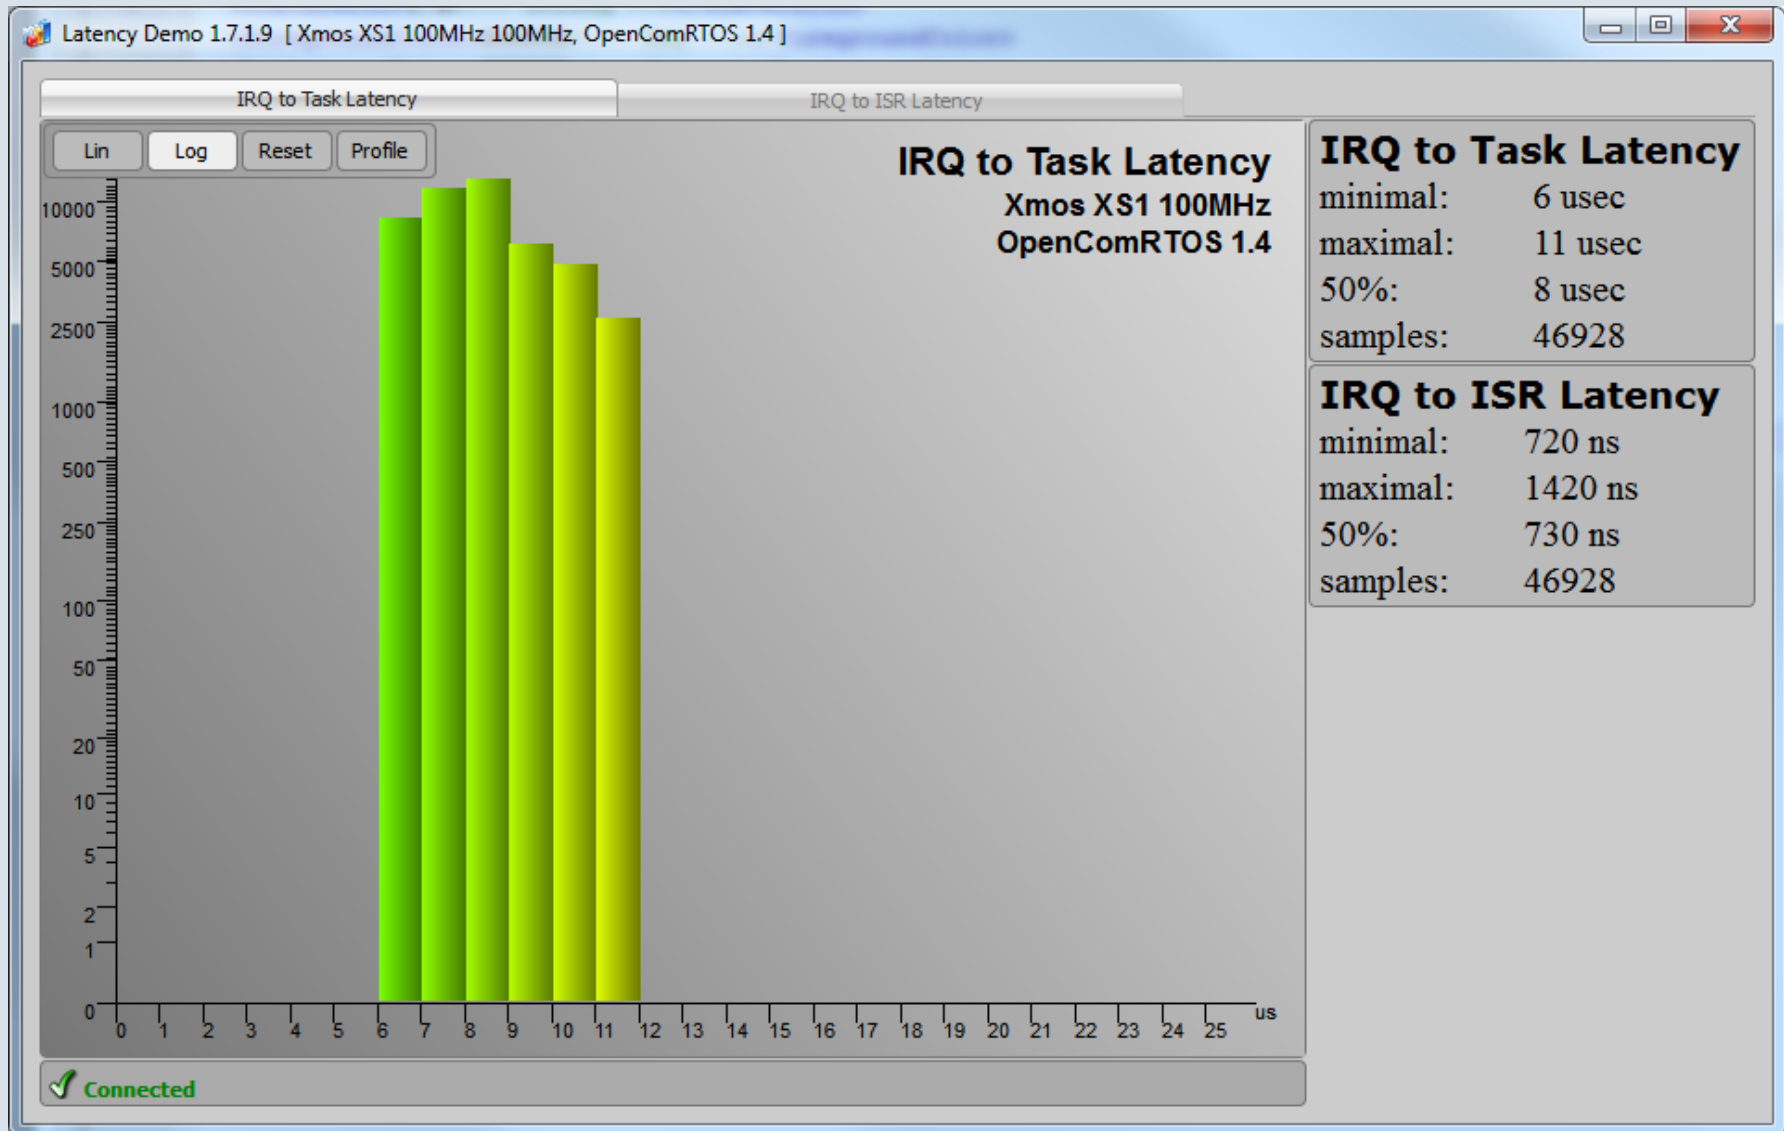 Latency Demo 1.7.1.9 [ Xmos XS1 100MHz 100MHz, OpenComRTOS 1.4 ]
IRQ to Task Latency
IRQ to ISR Latency
Lin
Log
Reset
Profile
IRQ to Task Latency
Xmos XS1 100MHz
OpenComRTOS 1.4
10000
5000
2500
1000
500
250
100
50
20
10
5
2
1
0
0 1 2 3 4 5 6 7 8 9 10 11 12 13 14 15 16 17 18 19 20 21 22 23 24 25 us
Connected
IRQ to Task Latency
minimal: 6 usec
maximal: 11 usec
50%: 8 usec
samples: 46928
IRQ to ISR Latency
minimal: 720 ns
maximal: 1420 ns
50%: 730 ns
samples: 46928